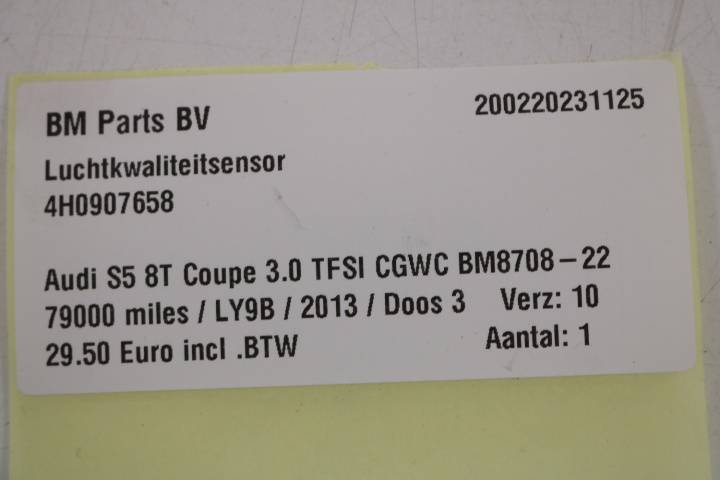 BM Parts BV 200220231125
Luchtkwaliteitsensor
4H0907658
Audi S5 8T Coupe 3.0 TFSI CGWC BM8708-22
79000 miles / LY9B / 2013 / Doos 3 Verz: 10
29.50 Euro incl .BTW Aantal: 1